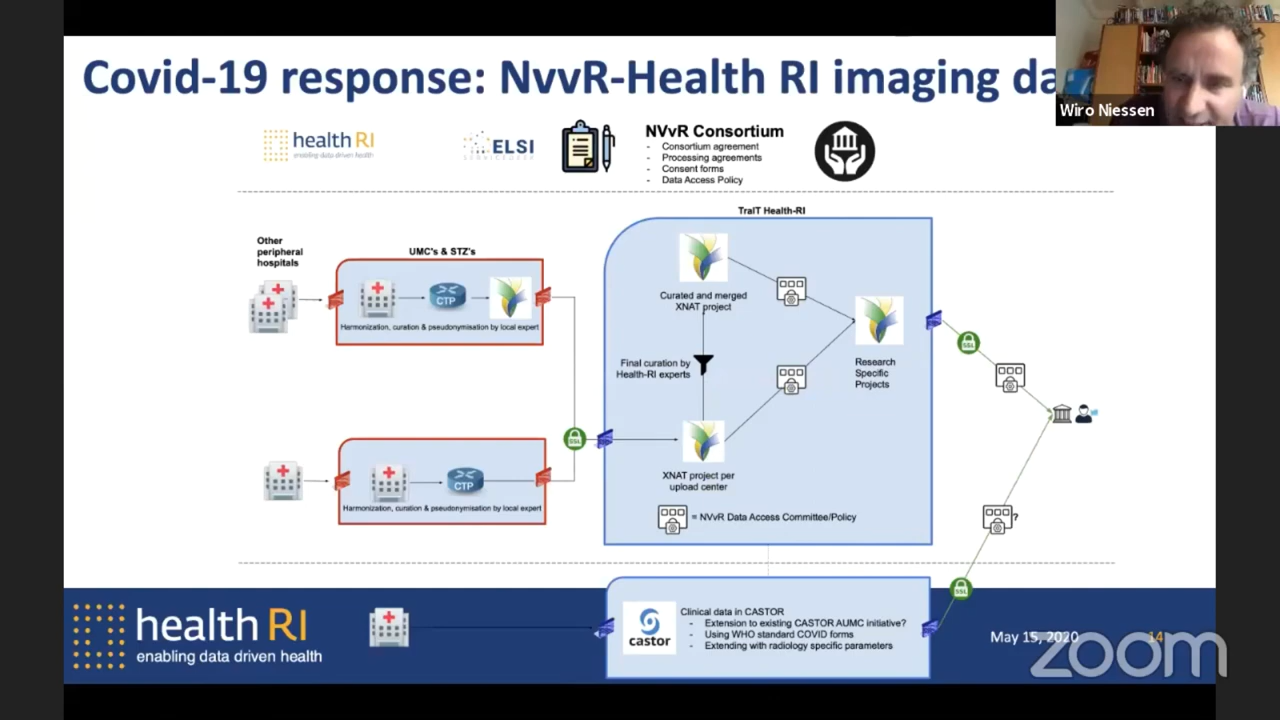 Covid-19 response: NvvR-Health RI imaging da
Wiro Niessen
health RI
enabling data driven health
ELSI
NVvR Consortium
- Consortium agreement
- Processing agreements
- Consent forms
- Data Access Policy
TraIT Health-RI
Other
peripheral
hospitals
UMC's & STZ's
CTP
Harmonization, curation & pseudonymisation by local expert
Curated and merged
XNAT project
Final curation by
Health-RI experts
Research
Specific
Projects
SSL
SSL
XNAT project per
upload center
CTP
Harmonization, curation & pseudonymisation by local expert
= NVvR Data Access Committee/Policy
?
SSL
health RI
enabling data driven health
castor
Clinical data in CASTOR
- Extension to existing CASTOR AUMC initiative?
- Using WHO standard COVID forms
- Extending with radiology specific parameters
May 15, 2020
14
zoom